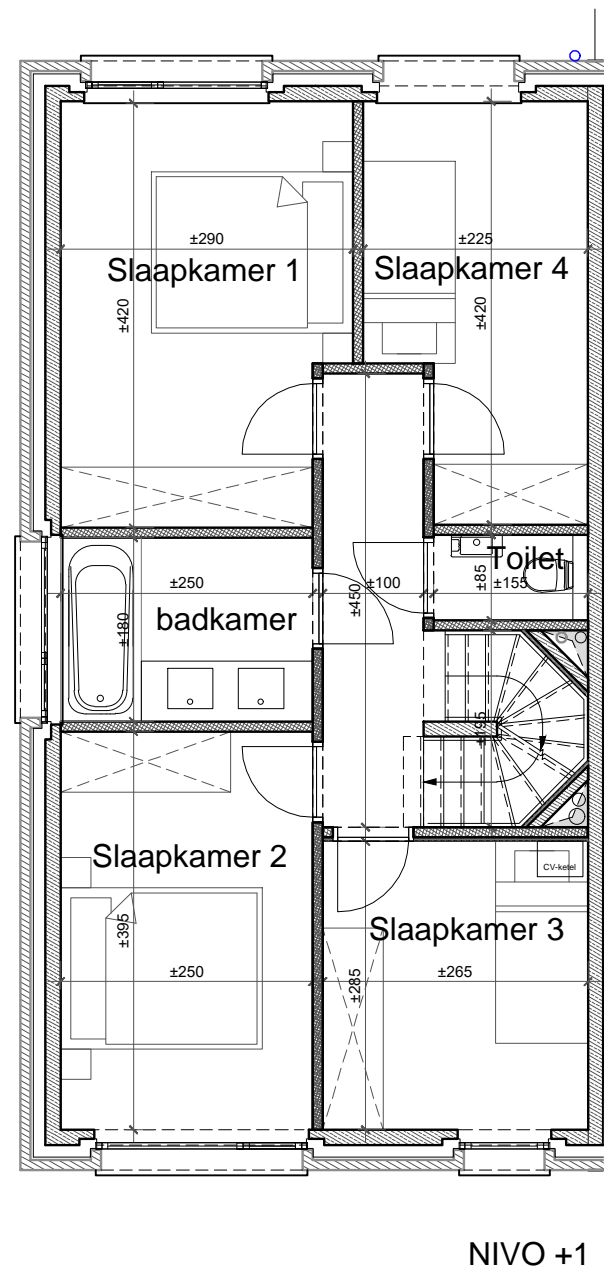 ±290
±225
Slaapkamer 1
Slaapkamer 4
±420
±420
Toilet
±250
±100
±85
±155
±450
badkamer
±180
Slaapkamer 2
CV-ketel
Slaapkamer 3
±395
±250
±285
±265
NIVO +1